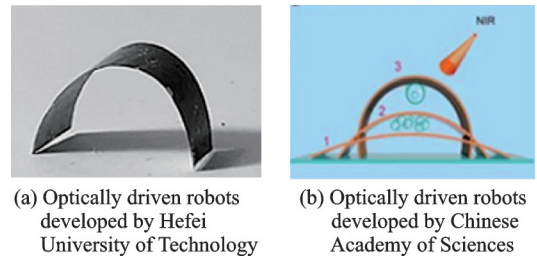 NIR
3
2
1
(a) Optically driven robots
developed by Hefei
University of Technology
(b) Optically driven robots
developed by Chinese
Academy of Sciences